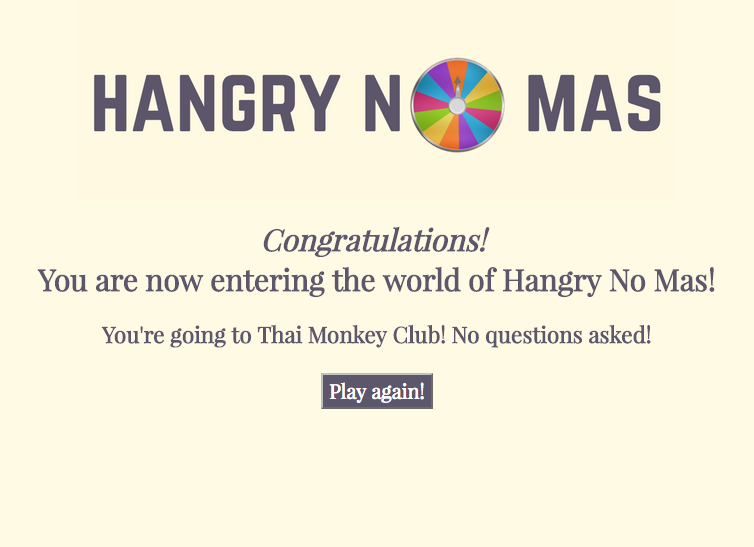 HANGRY NO MAS
Congratulations!
You are now entering the world of Hangry No Mas!
You're going to Thai Monkey Club! No questions asked!
Play again!